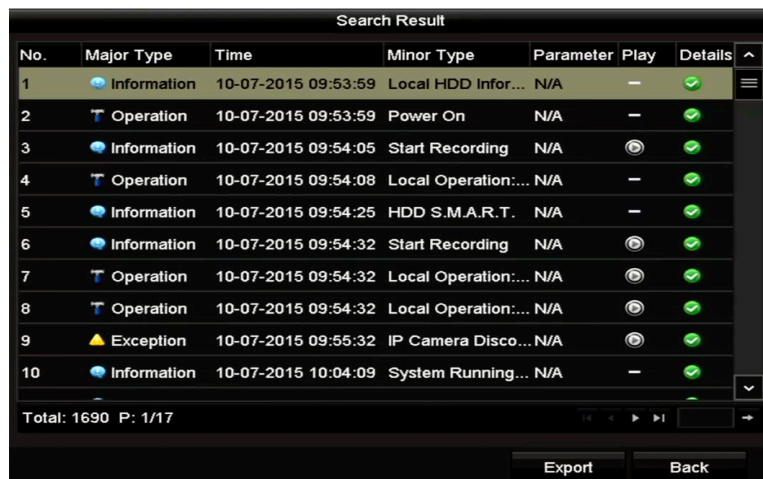 Search Result
No. Major Type Time Minor Type Parameter Play Details
1 Information 10-07-2015 09:53:59 Local HDD Infor... N/A –
2 Operation 10-07-2015 09:53:59 Power On N/A –
3 Information 10-07-2015 09:54:05 Start Recording N/A
4 Operation 10-07-2015 09:54:08 Local Operation:... N/A –
5 Information 10-07-2015 09:54:25 HDD S.M.A.R.T. N/A –
6 Information 10-07-2015 09:54:32 Start Recording N/A
7 Operation 10-07-2015 09:54:32 Local Operation:... N/A
8 Operation 10-07-2015 09:54:32 Local Operation:... N/A
9 Exception 10-07-2015 09:55:32 IP Camera Disco... N/A
10 Information 10-07-2015 10:04:09 System Running... N/A –
Total: 1690 P: 1/17
Export Back